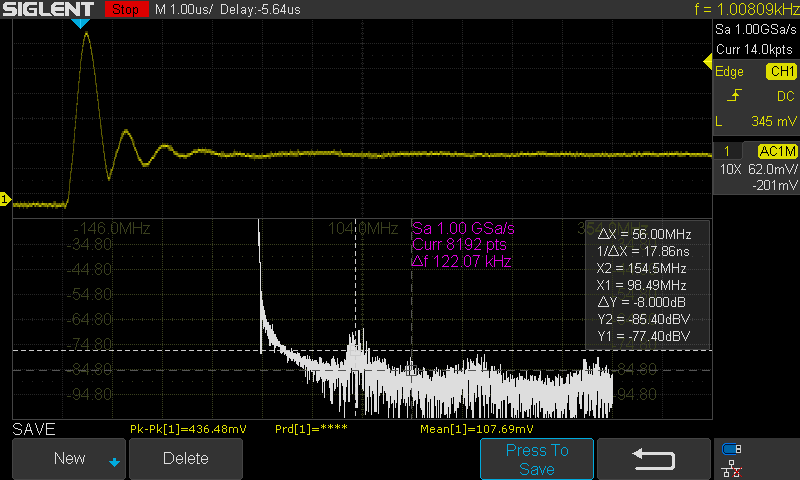 SIGLENT Stop M 1.00us/ Delay:-5.64us f = 1.00809kHz
Sa 1.00GSa/s
Curr 14.0kpts
Edge CH1
DC
L 345 mV
1 AC1M
10X 62.0mV/
-201mV
1
-146.0MHz 104.0MHz 354.0MHz
Sa 1.00 GSa/s
Curr 8192 pts
Δf 122.07 kHz
-34.80
-44.80
-54.80
-64.80
-74.80 -74.80
-84.80 -84.80
-94.80 -94.80
ΔX = 56.00MHz
1/ΔX = 17.86ns
X2 = 154.5MHz
X1 = 98.49MHz
ΔY = -8.000dB
Y2 = -85.40dBV
Y1 = -77.40dBV
SAVE Pk-Pk[1]=436.48mV Prd[1]=**** Mean[1]=107.69mV
New Delete Press To
Save